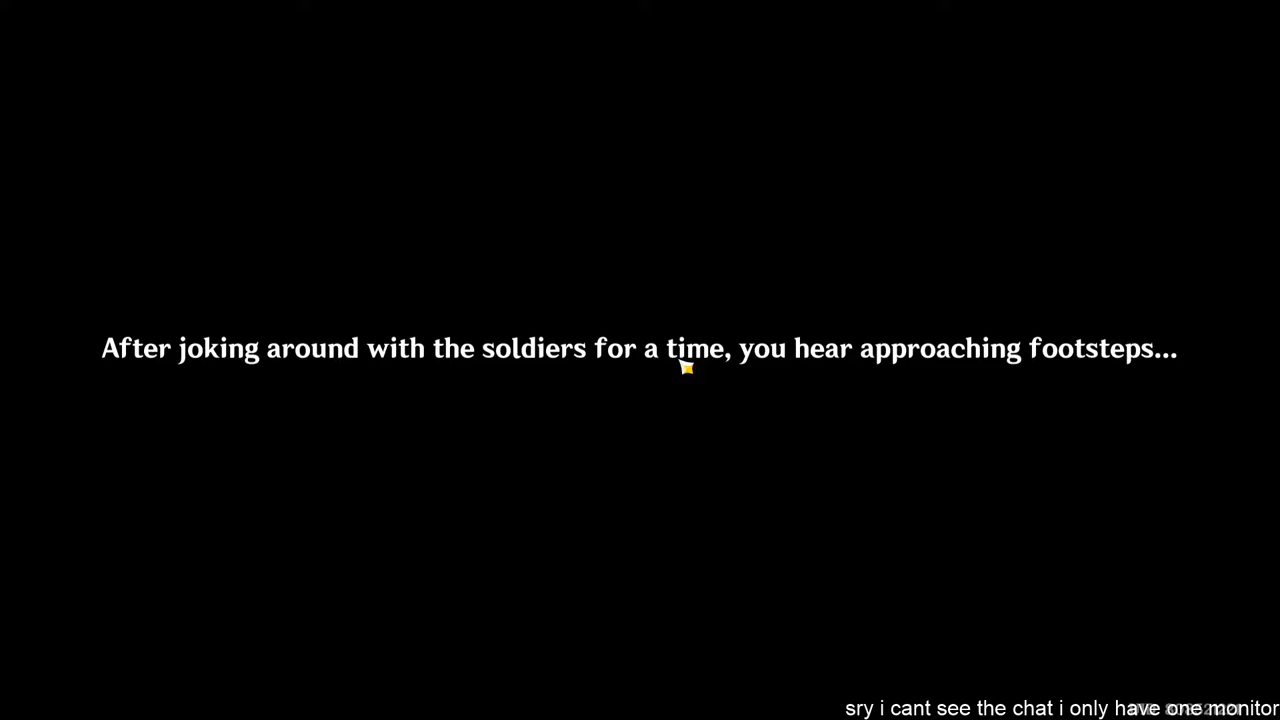 After joking around with the soldiers for a time, you hear approaching footsteps...
sry i cant see the chat i only have one monitor